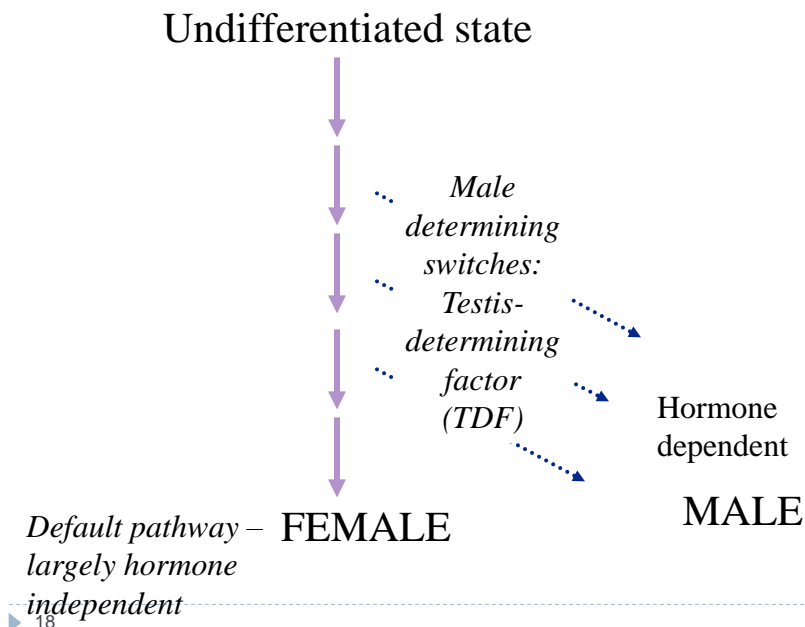 Undifferentiated state
Male
determining
switches:
Testis-
determining
factor
(TDF)
Hormone
dependent
MALE
FEMALE
Default pathway –
largely hormone
independent
18